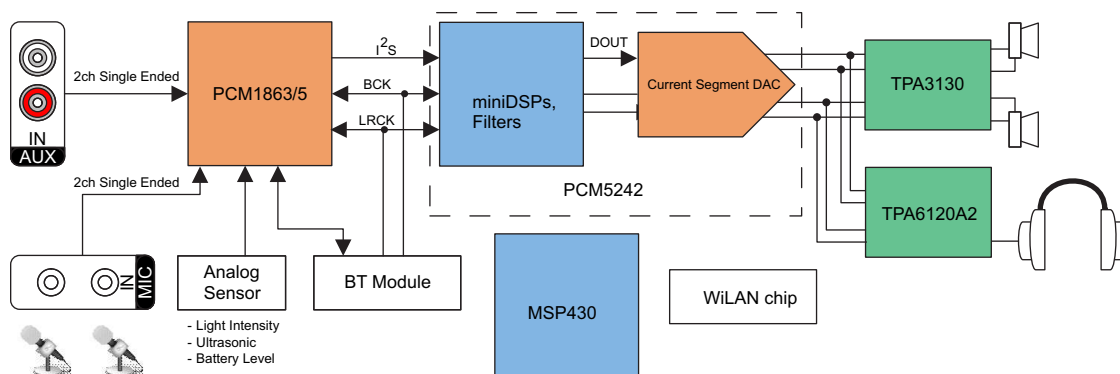 IN
AUX
2ch Single Ended
PCM1863/5
I2S
BCK
LRCK
miniDSPs,
Filters
DOUT
Current Segment DAC
PCM5242
TPA3130
TPA6120A2
2ch Single Ended
IN
MIC
Analog
Sensor
- Light Intensity
- Ultrasonic
- Battery Level
BT Module
MSP430
WiLAN chip